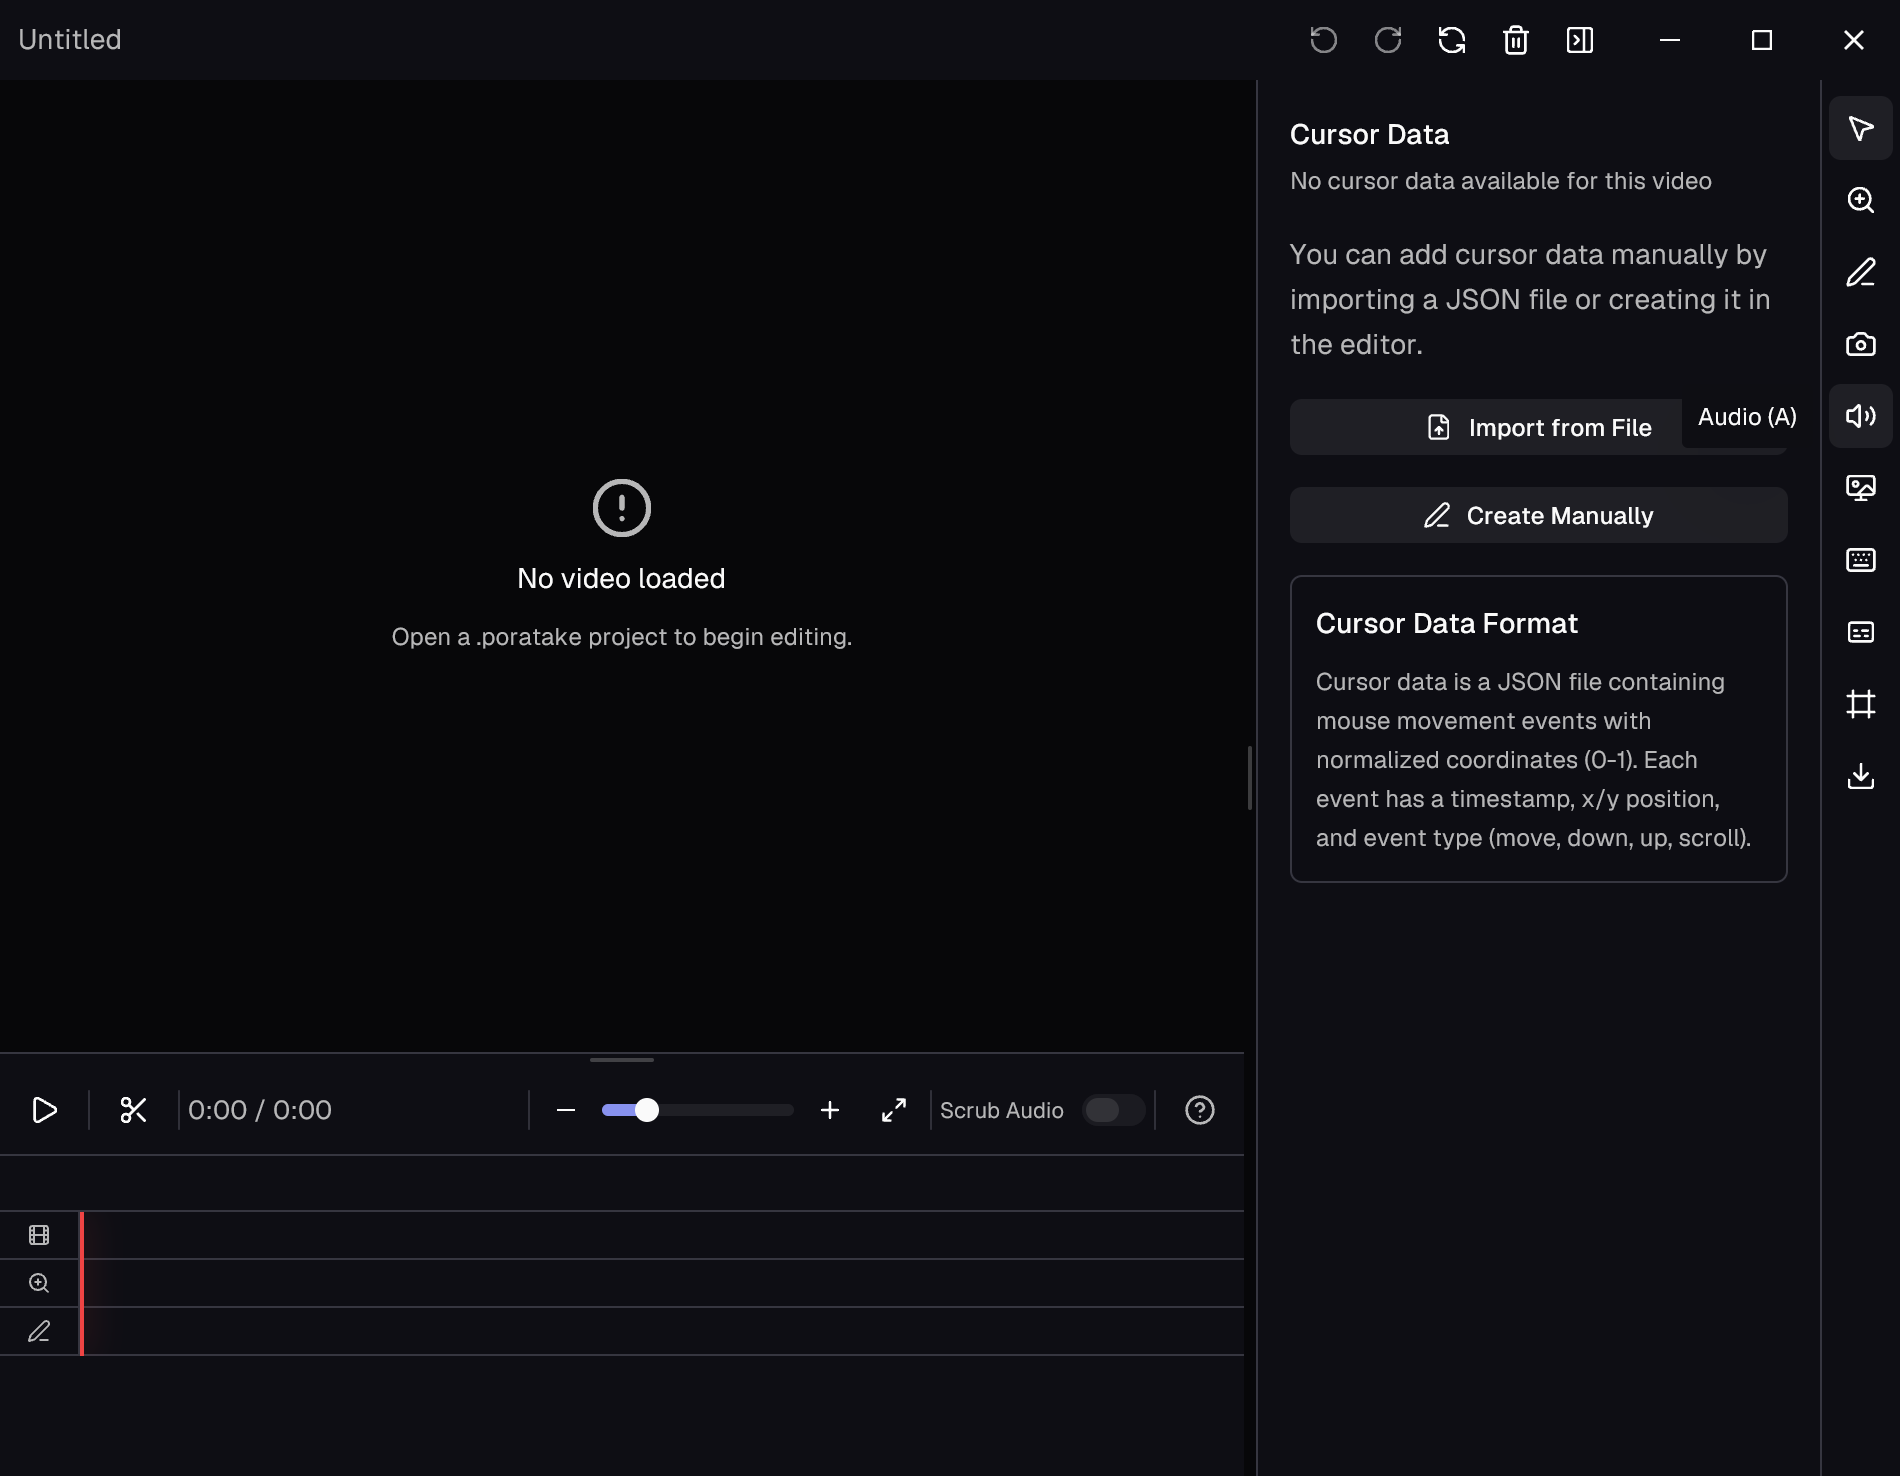 Untitled
Cursor Data
No cursor data available for this video
You can add cursor data manually by
importing a JSON file or creating it in
the editor.
Import from File
Audio (A)
Create Manually
Cursor Data Format
Cursor data is a JSON file containing
mouse movement events with
normalized coordinates (0-1). Each
event has a timestamp, x/y position,
and event type (move, down, up, scroll).
No video loaded
Open a .poratake project to begin editing.
0:00 / 0:00
Scrub Audio